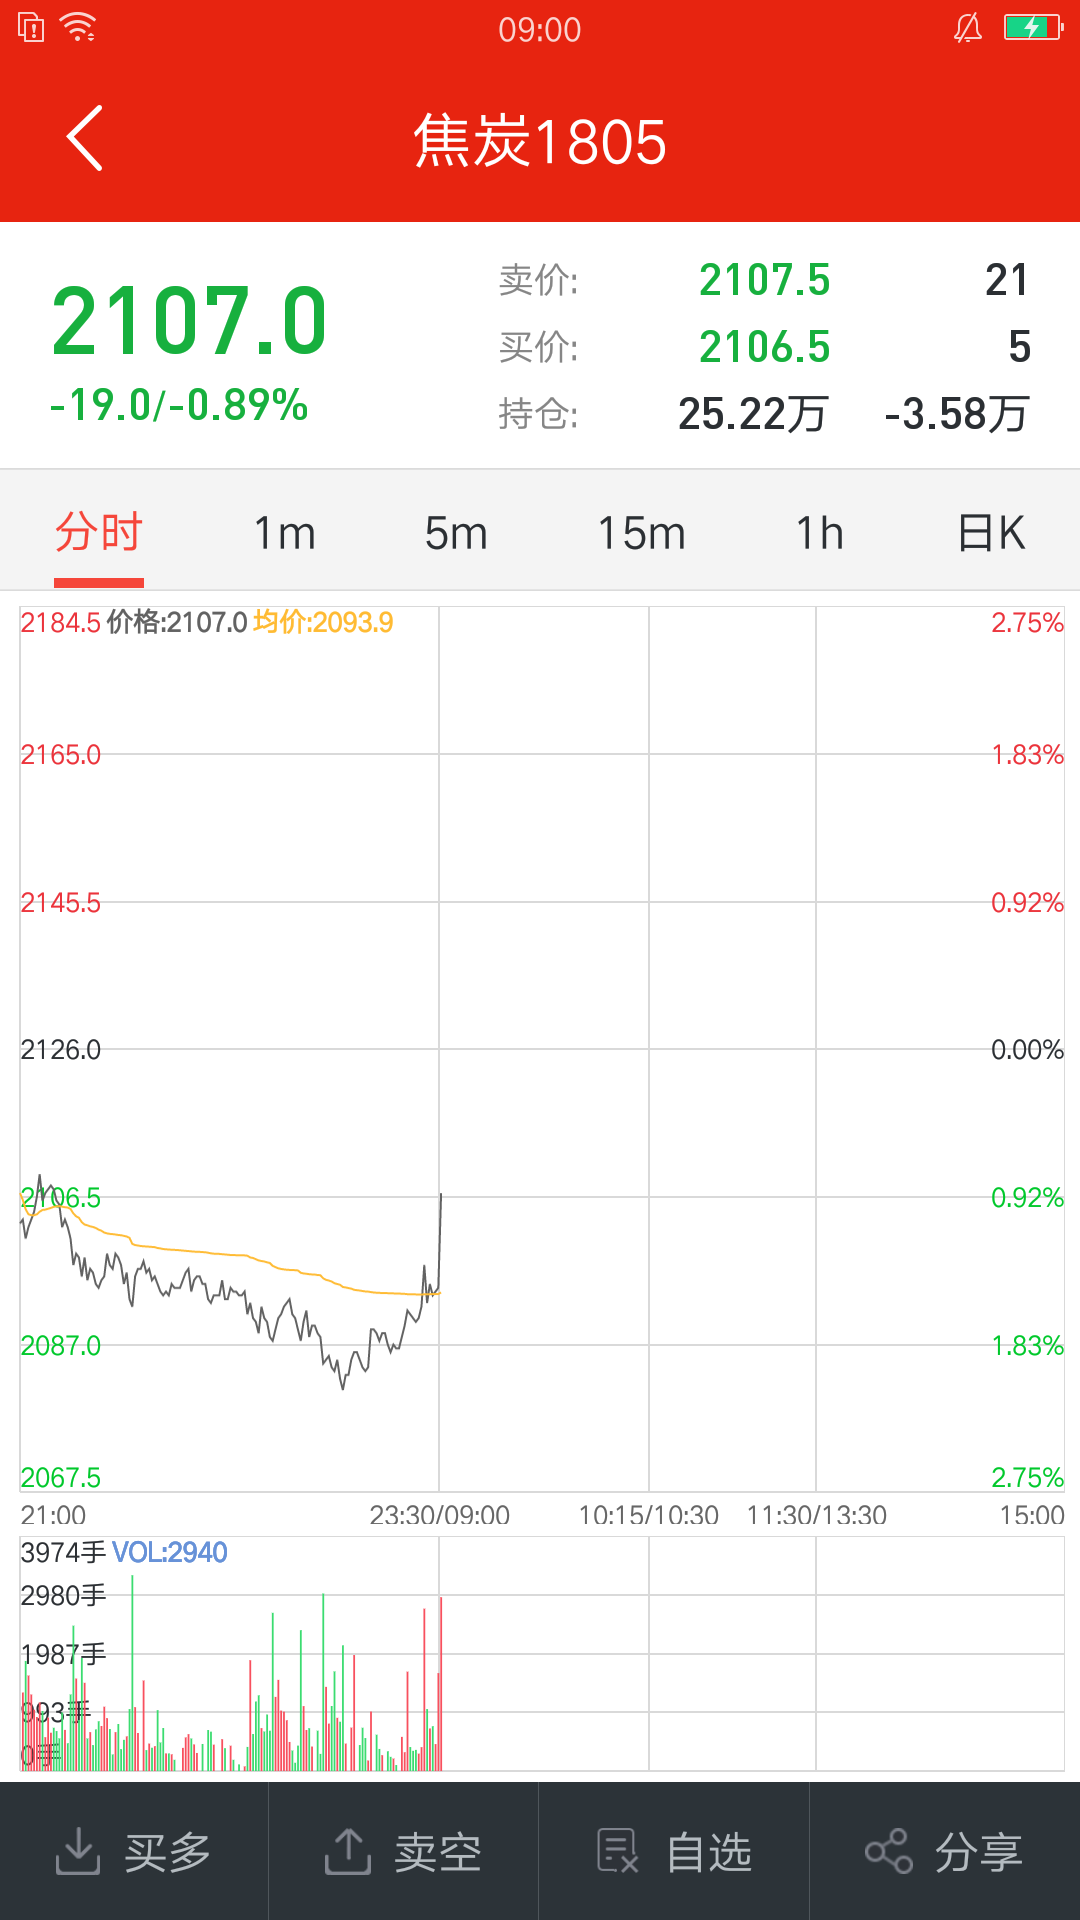 09:00
焦炭1805
2107.0
-19.0/-0.89%
卖价: 2107.5 21
买价: 2106.5 5
持仓: 25.22万 -3.58万
分时 1m 5m 15m 1h 日K
2184.5 价格:2107.0 均价:2093.9 2.75%
2165.0 1.83%
2145.5 0.92%
2126.0 0.00%
2106.5 0.92%
2087.0 1.83%
2067.5 2.75%
21:00 23:30/09:00 10:15/10:30 11:30/13:30 15:00
3974手 VOL:2940
2980手
1987手
993手
0手
买多 卖空 自选 分享